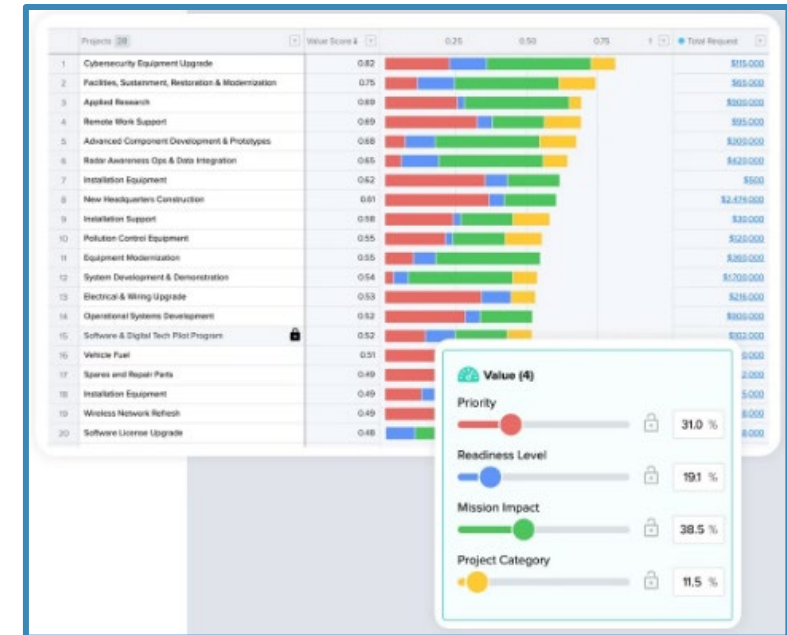 Projects 28 Value Score 0.25 0.50 0.75 1 Total Request
1 Cybersecurity Equipment Upgrade 0.82 $115,000
2 Facilities, Sustainment, Restoration & Modernization 0.75 $65,000
3 Applied Research $500,000
4 Remote Work Support 0.69 $95,000
5 Advanced Component Development & Prototypes 0.68 $300,000
6 Radar Awareness Ops & Data Integration 0.65 $420,000
7 Installation Equipment 0.62 $500
8 New Headquarters Construction 0.61 $2,479,000
9 Installation Support 0.58 $30,000
10 Pollution Control Equipment 0.55 $120,000
11 Equipment Modernization 0.55 $360,000
12 System Development & Demonstration 0.54 $1,700,000
13 Electrical & Wiring Upgrade 0.53 $216,000
14 Operational Systems Development 0.52
15 Software & Digital Tech Pilot Program 0.52 $102,000
16 Vehicle Fuel 0.51
17 Spares and Repair Parts 0.49
18 Installation Equipment 0.49
19 Wireless Network Refresh 0.49
20 Software License Upgrade 0.48
Value (4)
Priority
31.0 %
Readiness Level
19.1 %
Mission Impact
38.5 %
Project Category
11.5 %